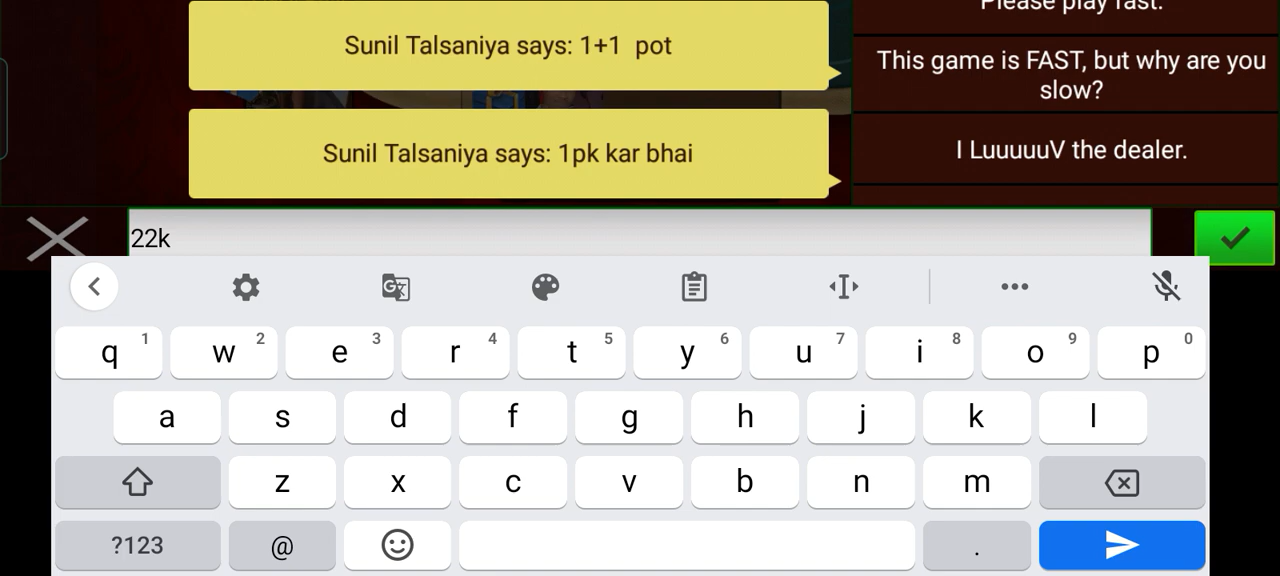 Please play fast.
Sunil Talsaniya says: 1+1 pot
This game is FAST, but why are you
slow?
Sunil Talsaniya says: 1pk kar bhai
I LuuuuuV the dealer.
22k
q 1 w 2 e 3 r 4 t 5 y 6 u 7 i 8 o 9 p 0
a s d f g h j k l
z x c v b n m
?123 @ .